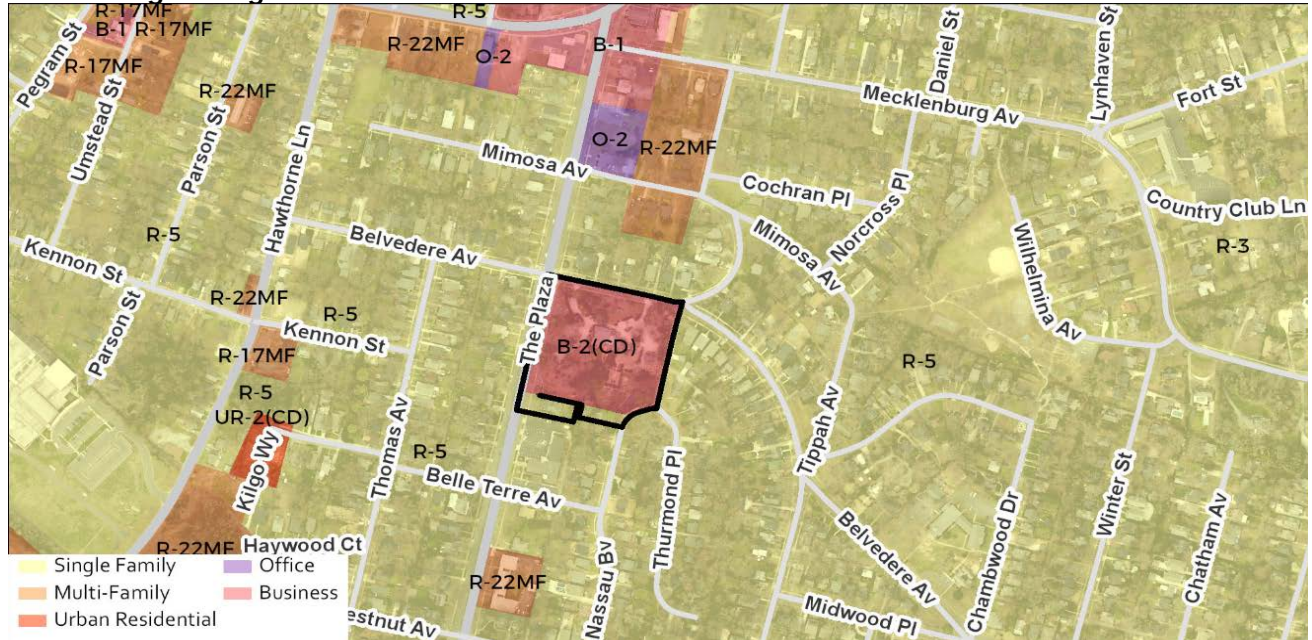 R-17MF
B-1
R-17MF
R-17MF
Pegram St
Umstead St
Parson St
R-22MF
Hawthorne Ln
R-5
R-22MF
O-2
B-1
O-2
R-22MF
Mecklenburg Av
Daniel St
Lynhaven St
Fort St
Mimosa Av
Cochran Pl
Norcross Pl
Mimosa Av
Country Club Ln
R-3
Wilhelmina Av
R-5
Kennon St
Belvedere Av
The Plaza
R-22MF
R-5
Kennon St
R-17MF
Parson St
B-2(CD)
R-5
R-5
UR-2(CD)
Kilgo Wy
Thomas Av
R-5
Belle Terre Av
Tippah Av
Thurmond Pl
Nassau Bv
Belvedere Av
Chambwood Dr
Winter St
Chatham Av
R-22MF
Haywood Ct
R-22MF
Midwood Pl
estnut Av
Single Family
Multi-Family
Urban Residential
Office
Business